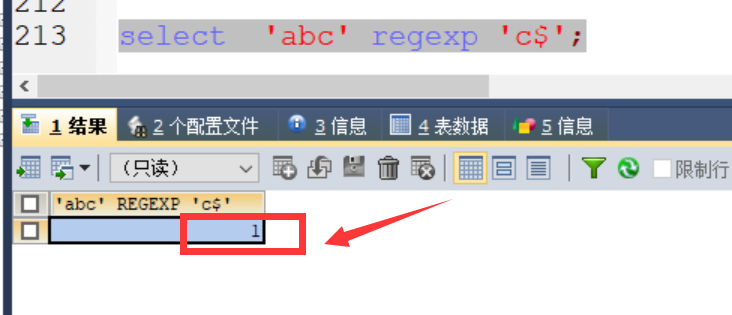 212
213 select 'abc' regexp 'c$';
1 结果 2 个配置文件 3 信息 4 表数据 5 信息
(只读) 限制行
'abc' REGEXP 'c$'
1